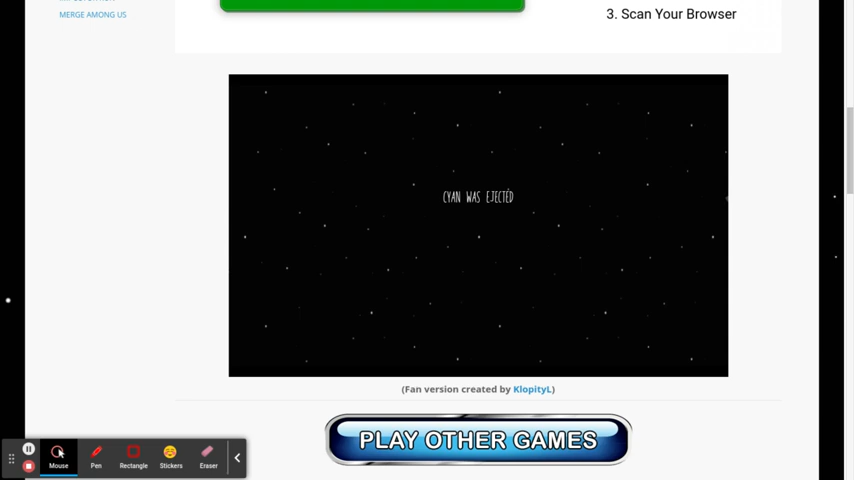 MERGE AMONG US
3. Scan Your Browser
CYAN WAS EJECTED
(Fan version created by KlopityL)
PLAY OTHER GAMES
Mouse
Pen
Rectangle
Stickers
Eraser